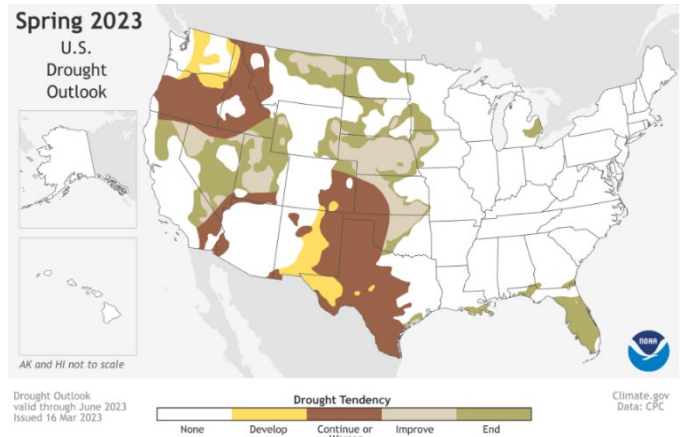 Spring 2023
U.S.
Drought
Outlook
AK and HI not to scale
NOAA
Drought Outlook
valid through June 2023
Issued 16 Mar 2023
Drought Tendency
None Develop Continue or Improve End
Climate.gov
Data: CPC